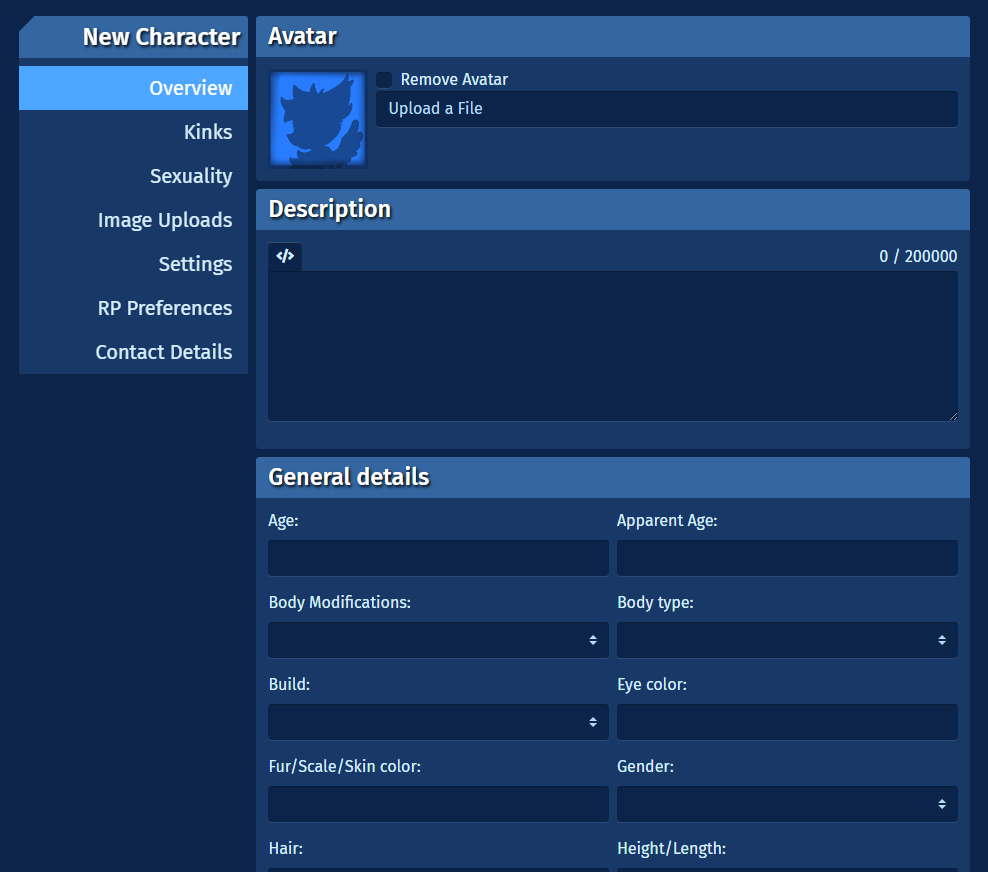 New Character
Overview
Kinks
Sexuality
Image Uploads
Settings
RP Preferences
Contact Details
Avatar
Remove Avatar
Upload a File
Description
</> 0 / 200000
General details
Age: Apparent Age:
Body Modifications: Body type:
Build: Eye color:
Fur/Scale/Skin color: Gender:
Hair: Height/Length: